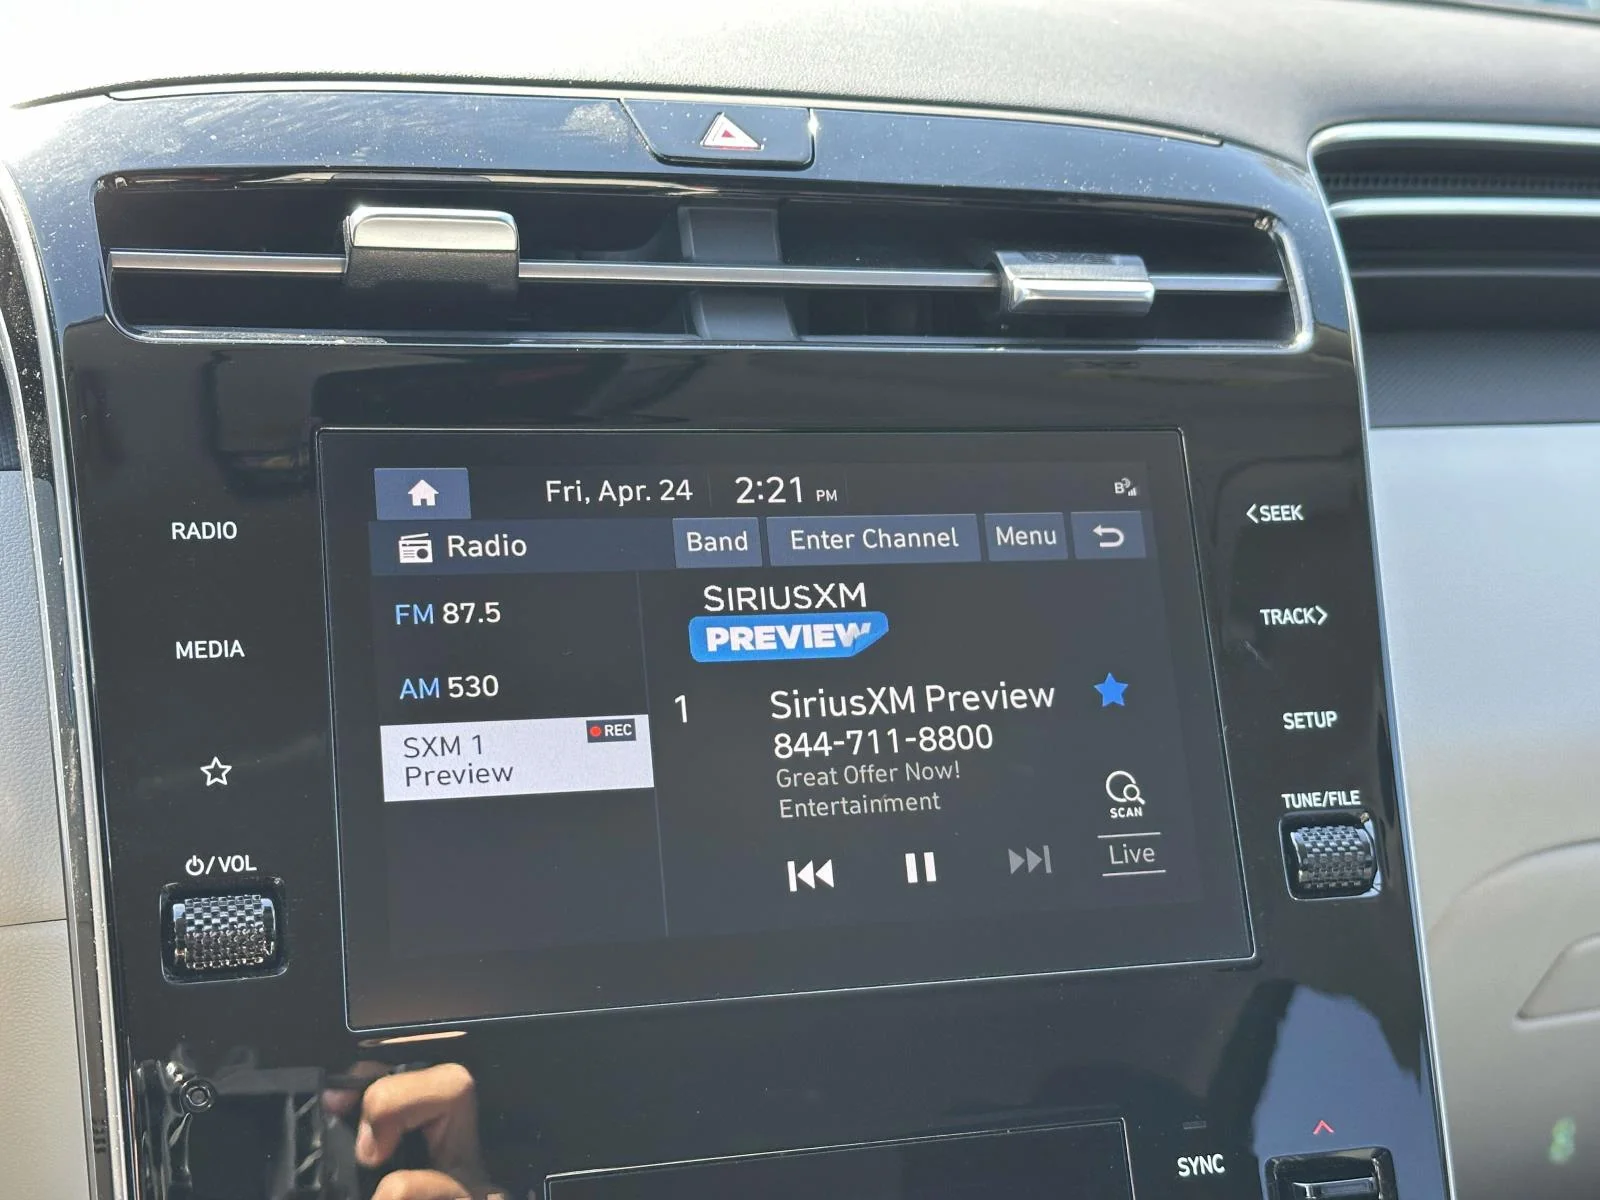 Fri, Apr. 24 2:21 PM
B
Radio Band Enter Channel Menu
FM 87.5
AM 530
SXM 1
REC
Preview
SIRIUSXM
PREVIEW
1 SiriusXM Preview
844-711-8800
Great Offer Now!
Entertainment
SCAN
Live
RADIO
MEDIA
/VOL
<SEEK
TRACK>
SETUP
TUNE/FILE
SYNC